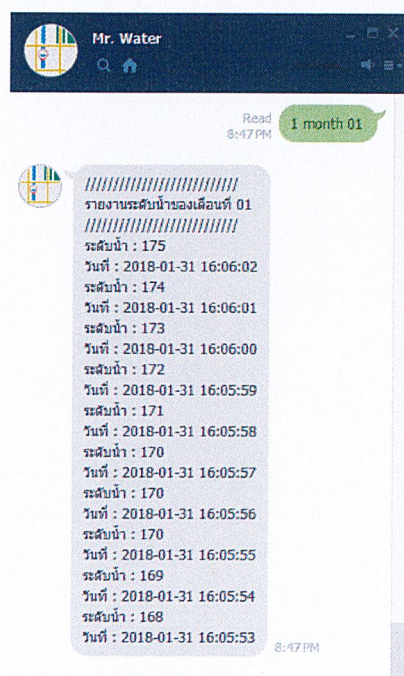 Mr. Water
Read
8:47 PM
1 month 01
///////////////////////////
รายงานระดับน้ำของเดือนที่ 01
///////////////////////////
ระดับน้ำ : 175
วันที่ : 2018-01-31 16:06:02
ระดับน้ำ : 174
วันที่ : 2018-01-31 16:06:01
ระดับน้ำ : 173
วันที่ : 2018-01-31 16:06:00
ระดับน้ำ : 172
วันที่ : 2018-01-31 16:05:59
ระดับน้ำ : 171
วันที่ : 2018-01-31 16:05:58
ระดับน้ำ : 170
วันที่ : 2018-01-31 16:05:57
ระดับน้ำ : 170
วันที่ : 2018-01-31 16:05:56
ระดับน้ำ : 170
วันที่ : 2018-01-31 16:05:55
ระดับน้ำ : 169
วันที่ : 2018-01-31 16:05:54
ระดับน้ำ : 168
วันที่ : 2018-01-31 16:05:53
8:47 PM